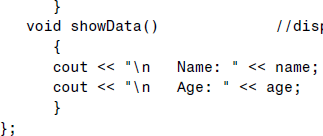 }
void showData() //disp
{
cout << "\n Name: " << name;
cout << "\n Age: " << age;
}
};